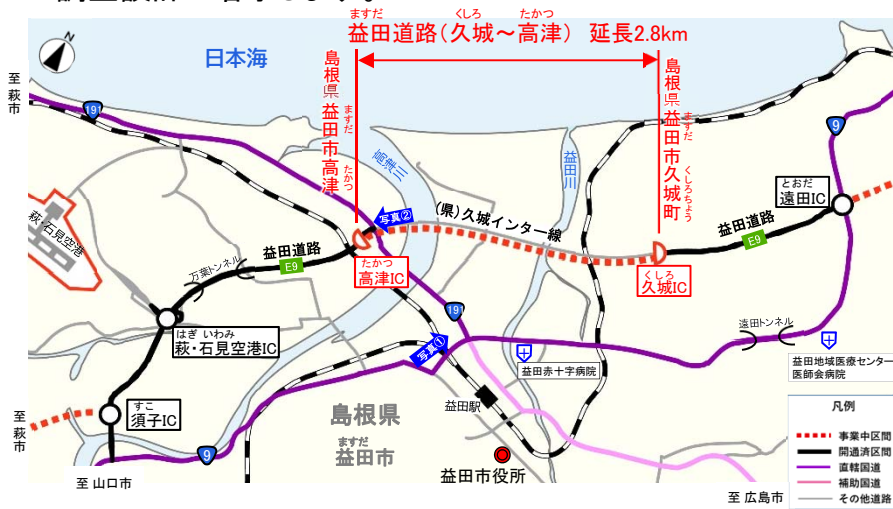 ますだ くしろ たかつ
益田道路(久城～高津) 延長2.8km
N
日本海
至 萩市
191
島根県益田市高津
ますだ
たかつ
高津川
益田川
島根県益田市久城町
ますだ
くしろちょう
9
とおだ
遠田IC
萩・石見空港
写真②
(県)久城インター線
益田道路
E9
益田道路
E9
万葉トンネル
たかつ
高津IC
くしろ
久城IC
はぎ いわみ
萩・石見空港IC
191
写真①
遠田トンネル
益田赤十字病院
益田地域医療センター
医師会病院
すこ
須子IC
益田駅
島根県
ますだ
益田市
至 萩市
9
益田市役所
至 山口市
至 広島市
凡例
事業中区間
開通済区間
直轄国道
補助国道
その他道路